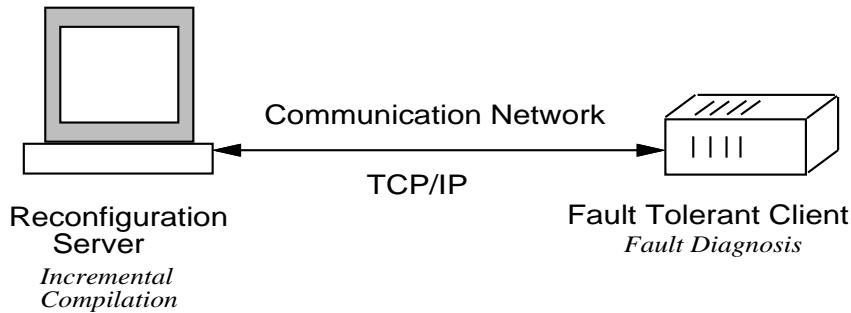 Communication Network
TCP/IP
Reconfiguration
Server
Incremental
Compilation
Fault Tolerant Client
Fault Diagnosis